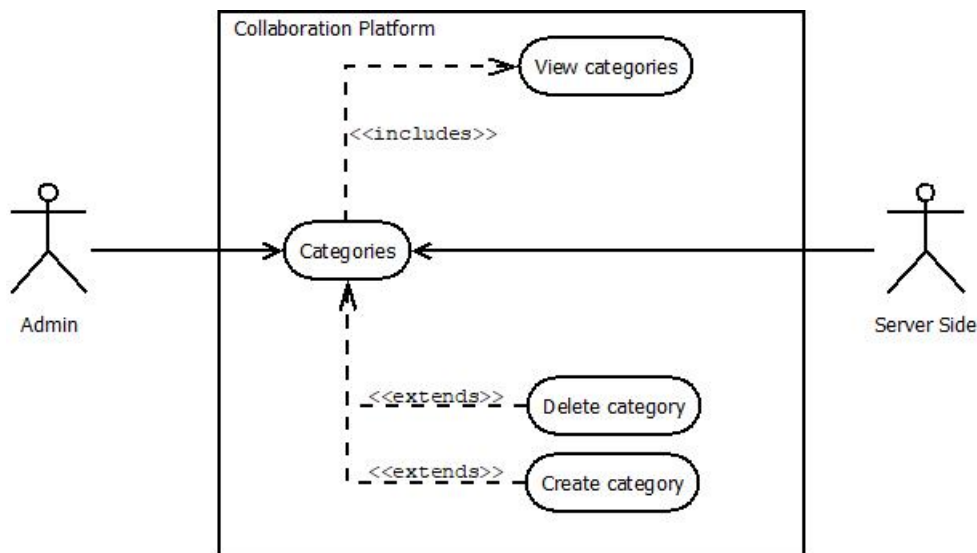 Collaboration Platform
View categories
<<includes>>
Categories
Admin
Server Side
<<extends>>
Delete category
<<extends>>
Create category